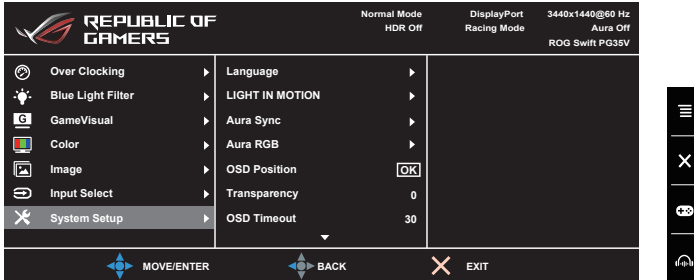 REPUBLIC OF
GAMERS
Normal Mode
HDR Off
DisplayPort
Racing Mode
3440x1440@60 Hz
Aura Off
ROG Swift PG35V
Over Clocking
Blue Light Filter
G
GameVisual
Color
Image
Input Select
System Setup
Language
LIGHT IN MOTION
Aura Sync
Aura RGB
OSD Position OK
Transparency 0
OSD Timeout 30
MOVE/ENTER
BACK
EXIT